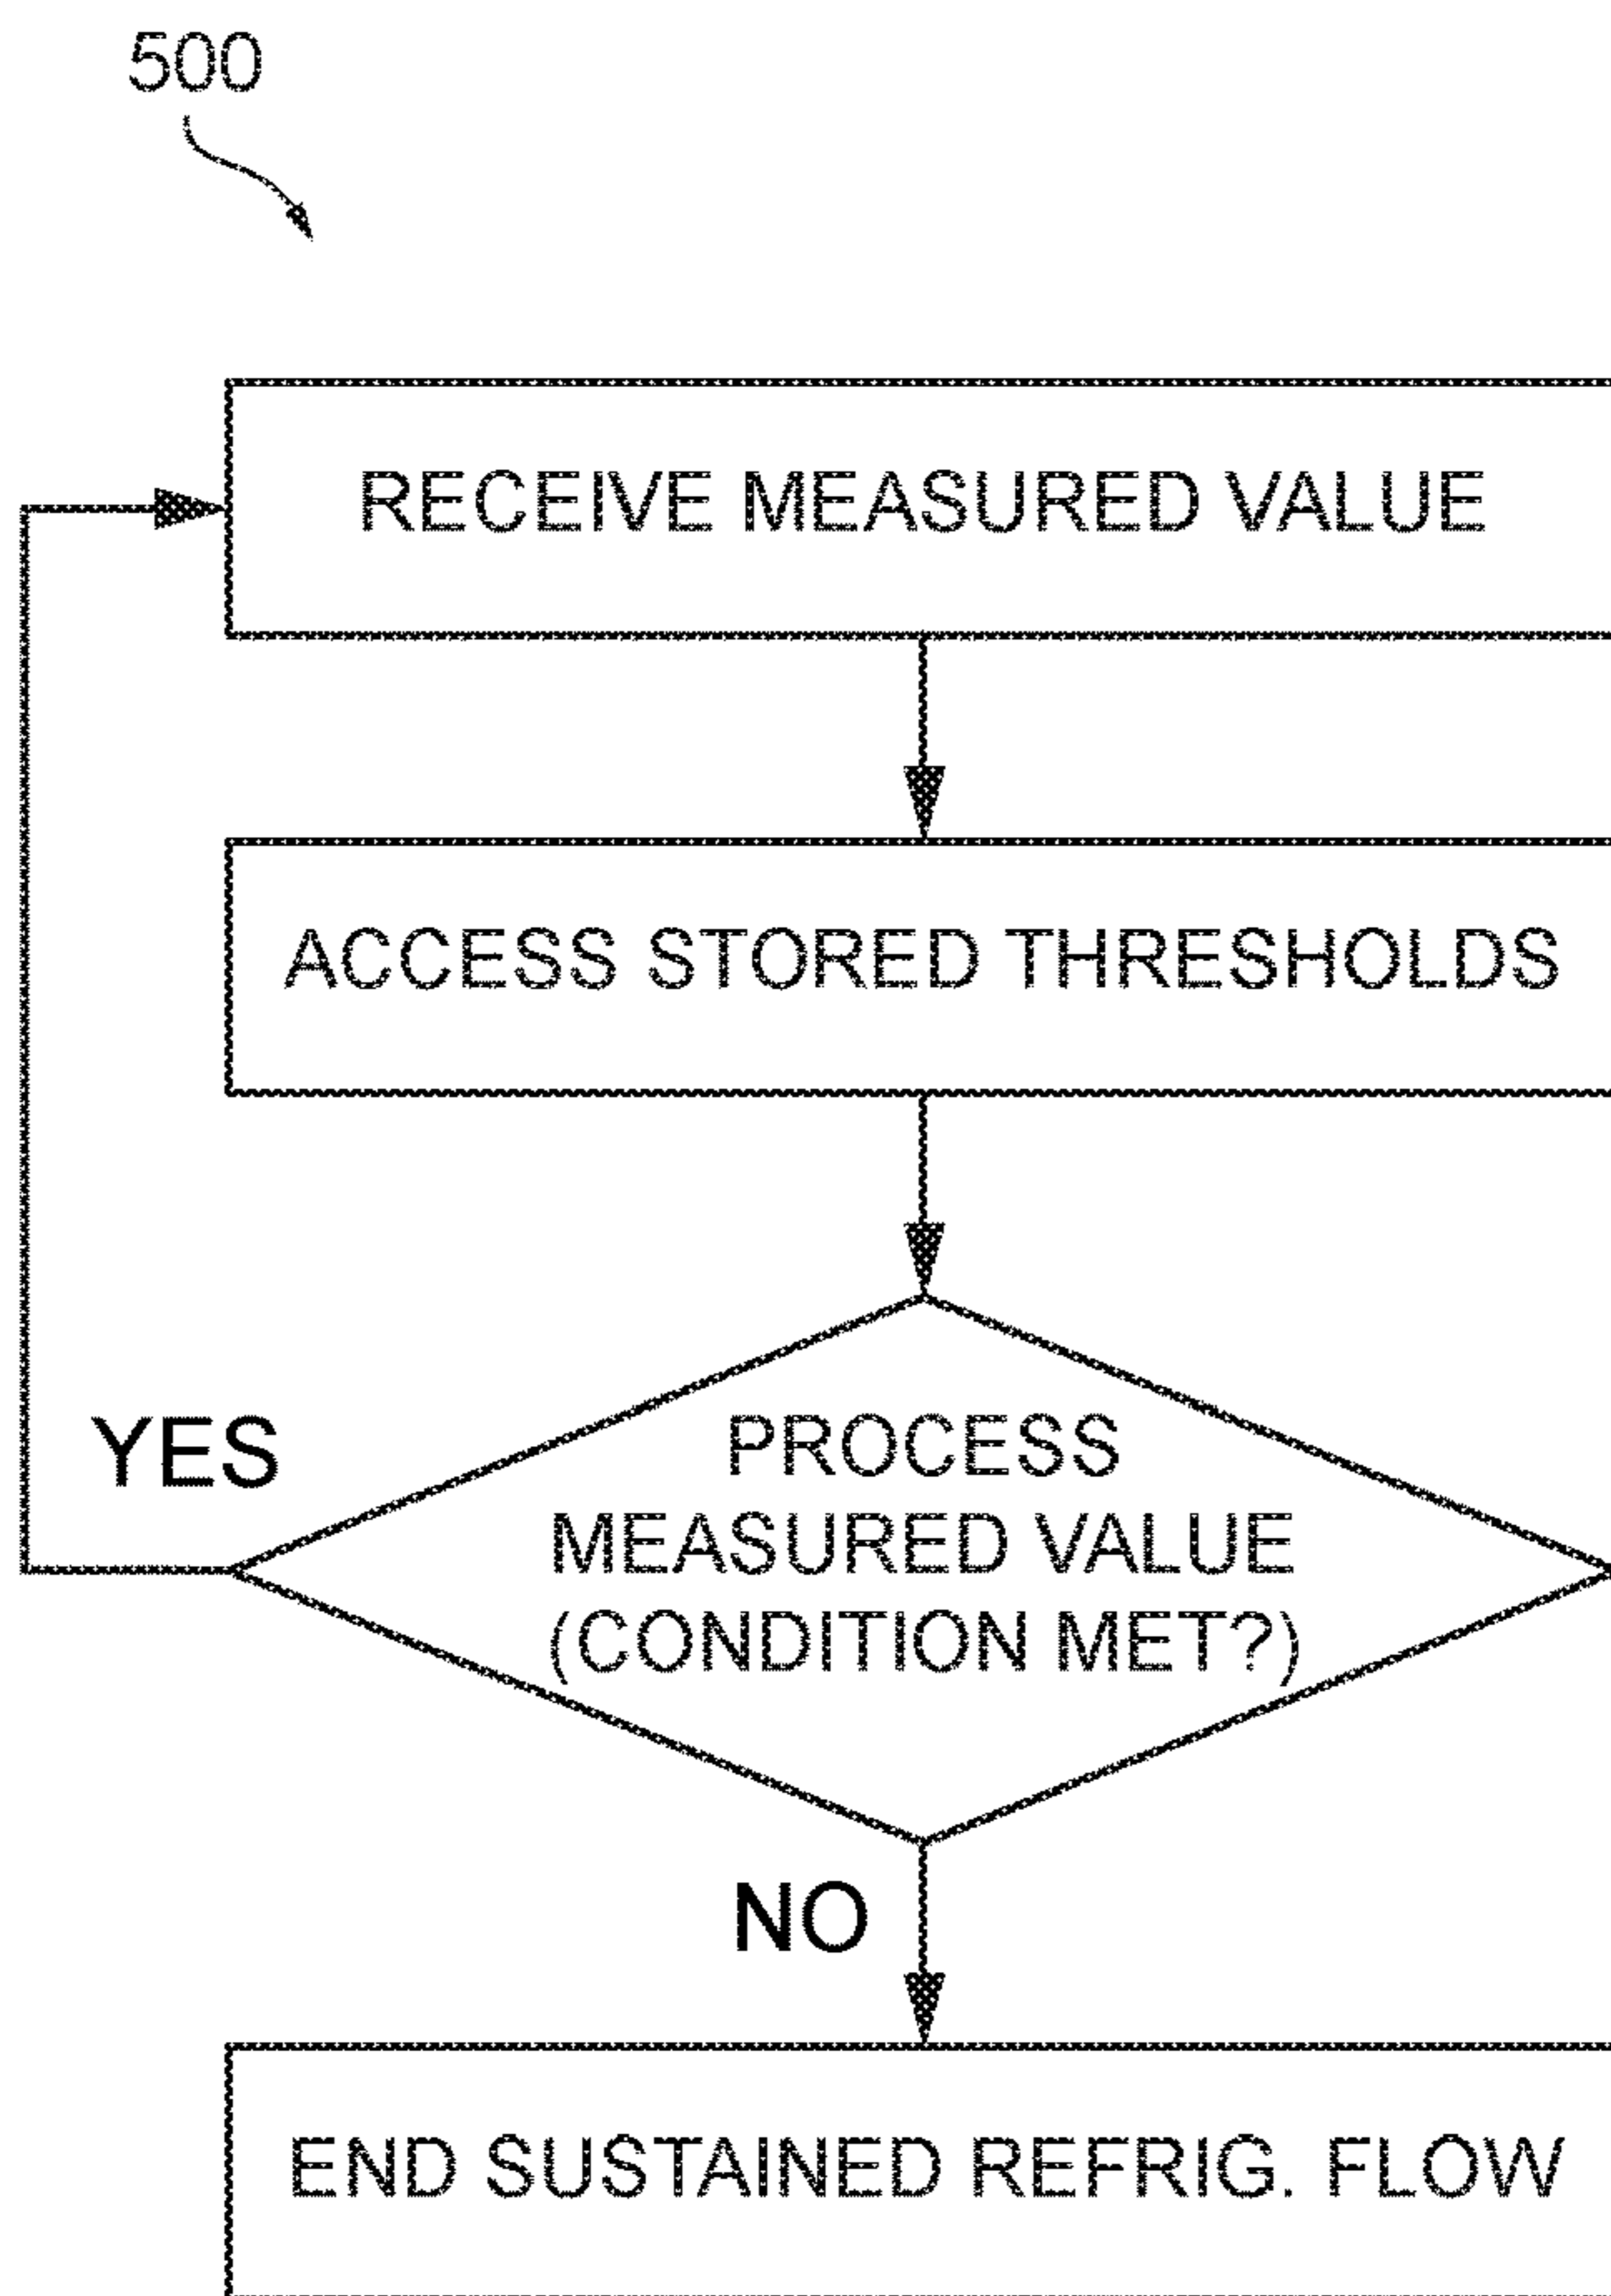 500
RECEIVE MEASURED VALUE
ACCESS STORED THRESHOLDS
YES
PROCESS
MEASURED VALUE
(CONDITION MET?)
NO
END SUSTAINED REFRIG. FLOW